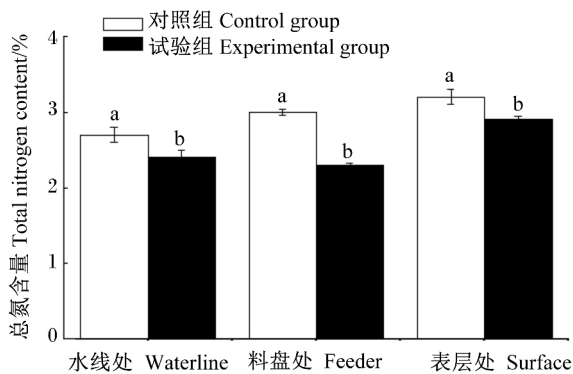 对照组 Control group
试验组 Experimental group
总氮含量 Total nitrogen content/%
4
3
2
1
0
a
b
a
b
a
b
水线处 Waterline
料盘处 Feeder
表层处 Surface